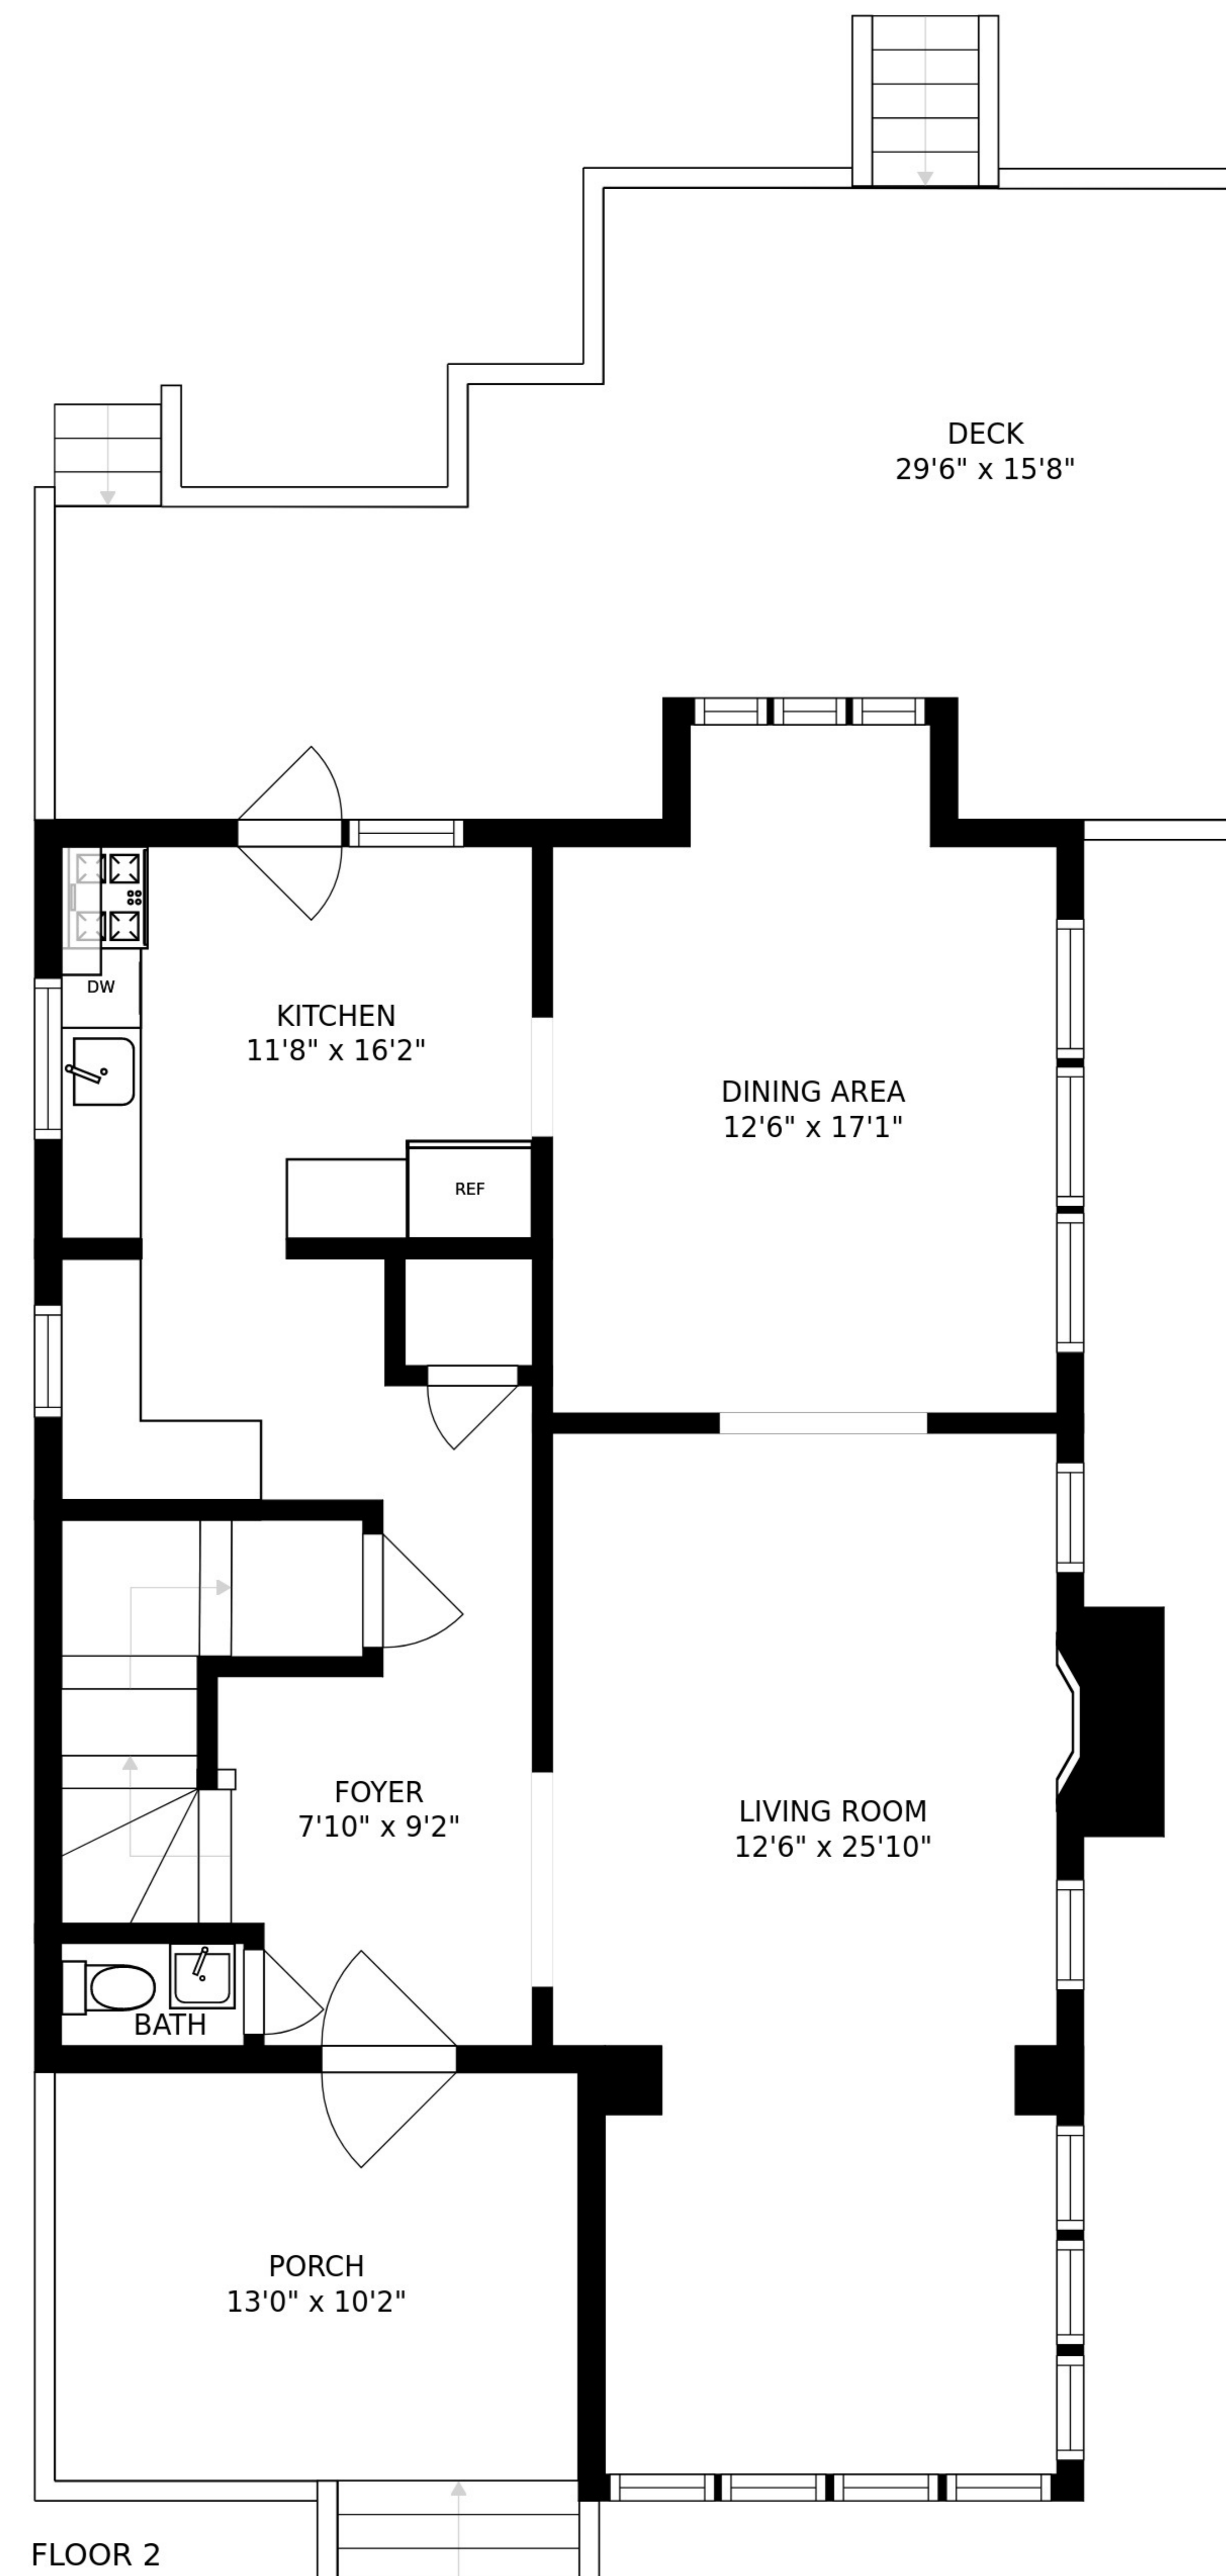 DECK
29'6" x 15'8"
DW
KITCHEN
11'8" x 16'2"
DINING AREA
12'6" x 17'1"
REF
FOYER
7'10" x 9'2"
LIVING ROOM
12'6" x 25'10"
BATH
PORCH
13'0" x 10'2"
FLOOR 2